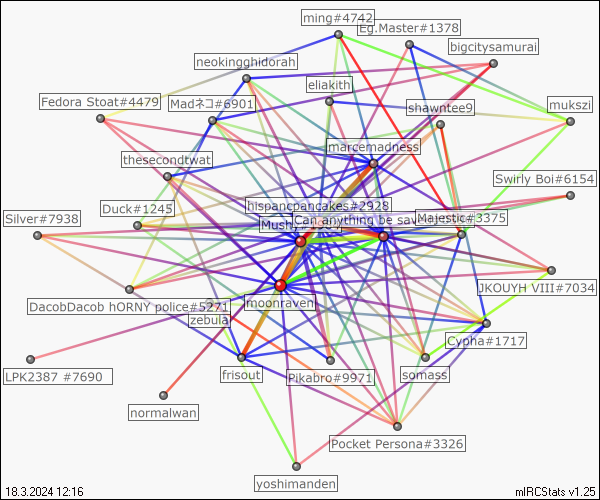 ming#4742
Eg.Master#1378
bigcitysamurai
neokingghidorah
eliakith
Fedora Stoat#4479
Madネコ#6901
shawntee9
mukszi
marcemadness
thesecondtwat
Swirly Boi#6154
hispancpancakes#2928
Duck#1245
Can anything be sav
Majestic#3375
Silver#7938
JKOUYH VIII#7034
DacobDacob hORNY police#5271
moonraven
zebula
Cypha#1717
LPK2387 #7690
frisout
Pikabro#9971
somass
normalwan
Pocket Persona#3326
yoshimanden
18.3.2024 12:16
mIRCStats v1.25